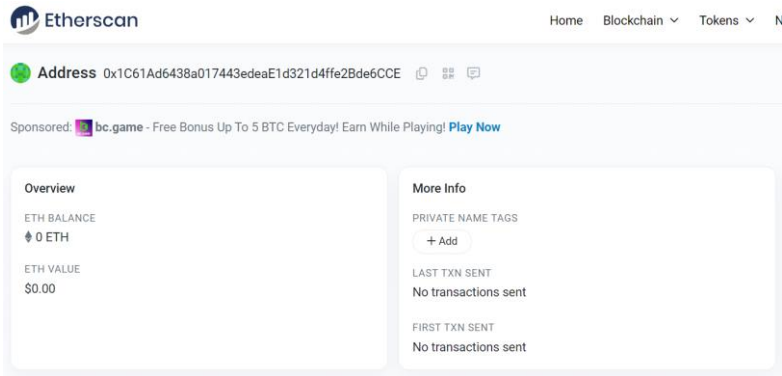 Etherscan
Home Blockchain Tokens N
Address 0x1C61Ad6438a017443edeaE1d321d4ffe2Bde6CCE
Sponsored: bc.game - Free Bonus Up To 5 BTC Everyday! Earn While Playing! Play Now
Overview
ETH BALANCE
0 ETH
ETH VALUE
$0.00
More Info
PRIVATE NAME TAGS
+ Add
LAST TXN SENT
No transactions sent
FIRST TXN SENT
No transactions sent